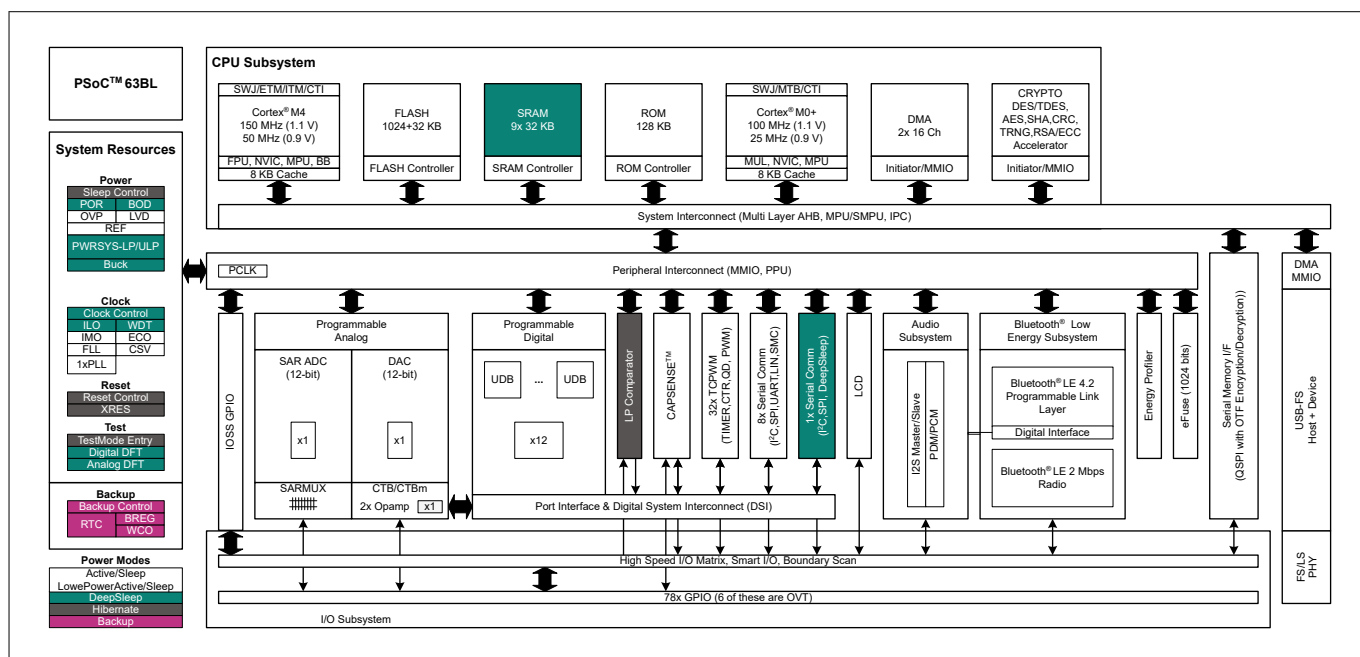 PSoC™ 63BL
CPU Subsystem
SWJ/ETM/ITM/CTI
Cortex® M4
150 MHz (1.1 V)
50 MHz (0.9 V)
FPU, NVIC, MPU, BB
8 KB Cache
FLASH
1024+32 KB
FLASH Controller
SRAM
9x 32 KB
SRAM Controller
ROM
128 KB
ROM Controller
SWJ/MTB/CTI
Cortex® M0+
100 MHz (1.1 V)
25 MHz (0.9 V)
MUL, NVIC, MPU
8 KB Cache
DMA
2x 16 Ch
Initiator/MMIO
CRYPTO
DES/TDES,
AES,SHA,CRC,
TRNG,RSA/ECC
Accelerator
Initiator/MMIO
System Interconnect (Multi Layer AHB, MPU/SMPU, IPC)
System Resources
Power
Sleep Control
POR
BOD
OVP
LVD
REF
PWRSYS-LP/ULP
Buck
Clock
Clock Control
ILO
WDT
IMO
ECO
FLL
CSV
1xPLL
Reset
Reset Control
XRES
Test
TestMode Entry
Digital DFT
Analog DFT
Backup
Backup Control
RTC
BREG
WCO
Power Modes
Active/Sleep
LowePowerActive/Sleep
DeepSleep
Hibernate
Backup
PCLK
Peripheral Interconnect (MMIO, PPU)
IOSS GPIO
Programmable
Analog
SAR ADC
(12-bit)
x1
DAC
(12-bit)
x1
SARMUX
CTB/CTBm
2x Opamp
x1
Programmable
Digital
UDB
...
UDB
x12
Port Interface & Digital System Interconnect (DSI)
LP Comparator
CAPSENSE™
32x TCPWM
(TIMER,CTR,QD, PWM)
8x Serial Comm
(I²C,SPI,UART,LIN,SMC)
1x Serial Comm
(I²C,SPI, DeepSleep)
LCD
Audio
Subsystem
I2S Master/Slave
PDM/PCM
Bluetooth® Low
Energy Subsystem
Bluetooth® LE 4.2
Programmable Link
Layer
Digital Interface
Bluetooth® LE 2 Mbps
Radio
Energy Profiler
eFuse (1024 bits)
Serial Memory I/F
(QSPI with OTF Encryption/Decryption))
DMA
MMIO
USB-FS
Host + Device
FS/LS
PHY
High Speed I/O Matrix, Smart I/O, Boundary Scan
78x GPIO (6 of these are OVT)
I/O Subsystem